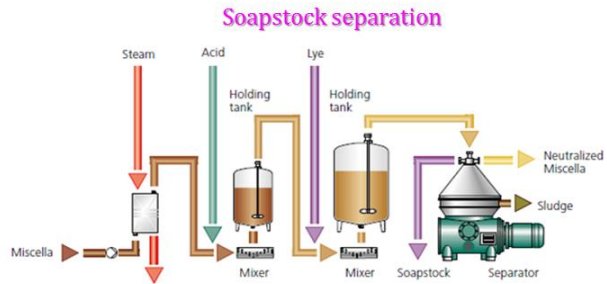 Soapstock separation
Steam
Acid
Lye
Holding
tank
Holding
tank
Neutralized
Miscella
Sludge
Miscella
Mixer
Mixer
Soapstock
Separator